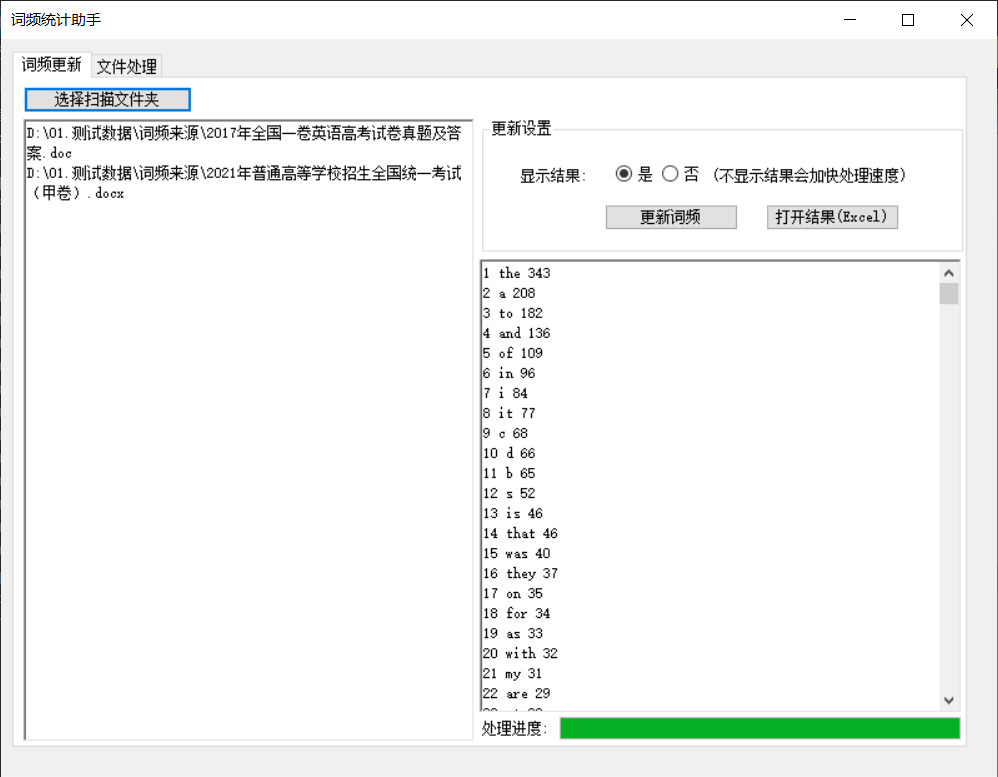 词频统计助手
词频更新 文件处理
选择扫描文件夹
D:\01.测试数据\词频来源\2017年全国一卷英语高考试卷真题及答
案.doc
D:\01.测试数据\词频来源\2021年普通高等学校招生全国统一考试
（甲卷）.docx
更新设置
显示结果: 是 否 (不显示结果会加快处理速度)
更新词频 打开结果(Excel)
1 the 343
2 a 208
3 to 182
4 and 136
5 of 109
6 in 96
7 i 84
8 it 77
9 c 68
10 d 66
11 b 65
12 s 52
13 is 46
14 that 46
15 was 40
16 they 37
17 on 35
18 for 34
19 as 33
20 with 32
21 my 31
22 are 29
处理进度: